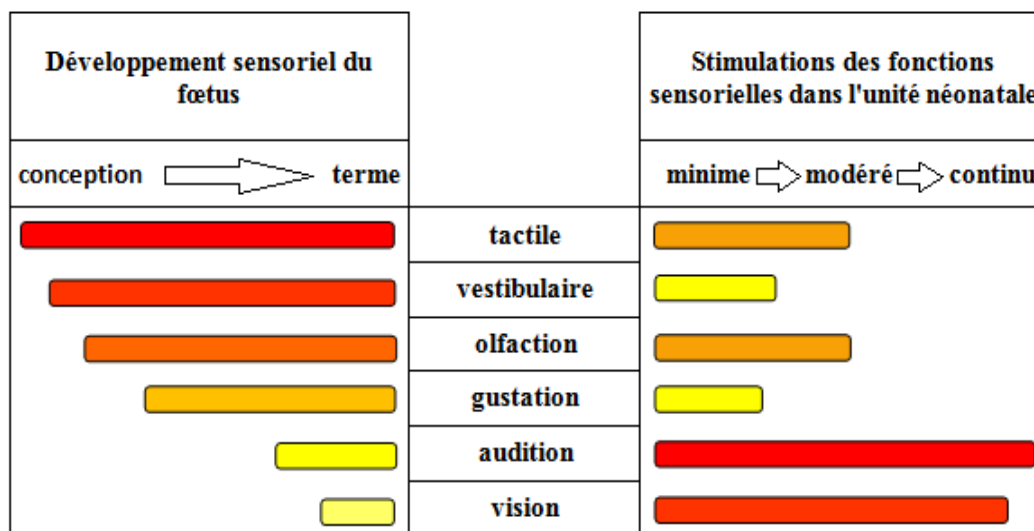 Développement sensoriel du
fœtus
Stimulations des fonctions
sensorielles dans l'unité néonatale
conception terme
minime modéré continu
tactile
vestibulaire
olfaction
gustation
audition
vision